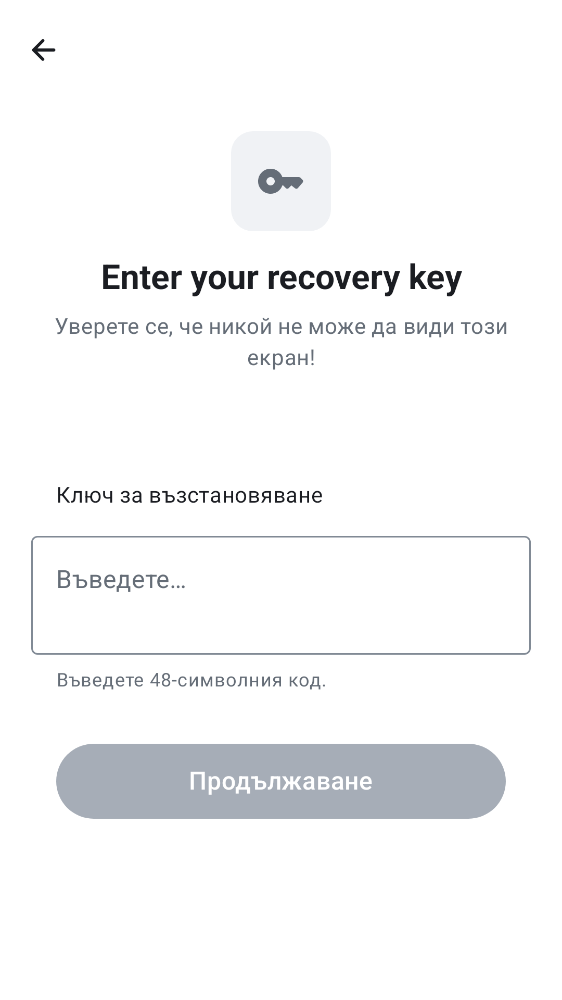 Enter your recovery key
Уверете се, че никой не може да види този
екран!
Ключ за възстановяване
Въведете…
Въведете 48-символния код.
Продължаване